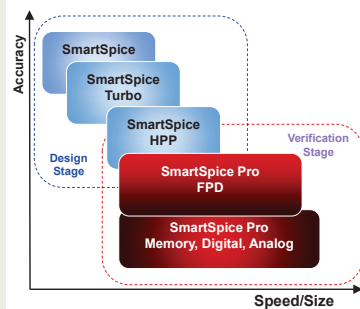 Accuracy
SmartSpice
SmartSpice
Turbo
SmartSpice
HPP
Verification
Stage
Design
Stage
SmartSpice Pro
FPD
SmartSpice Pro
Memory, Digital, Analog
Speed/Size